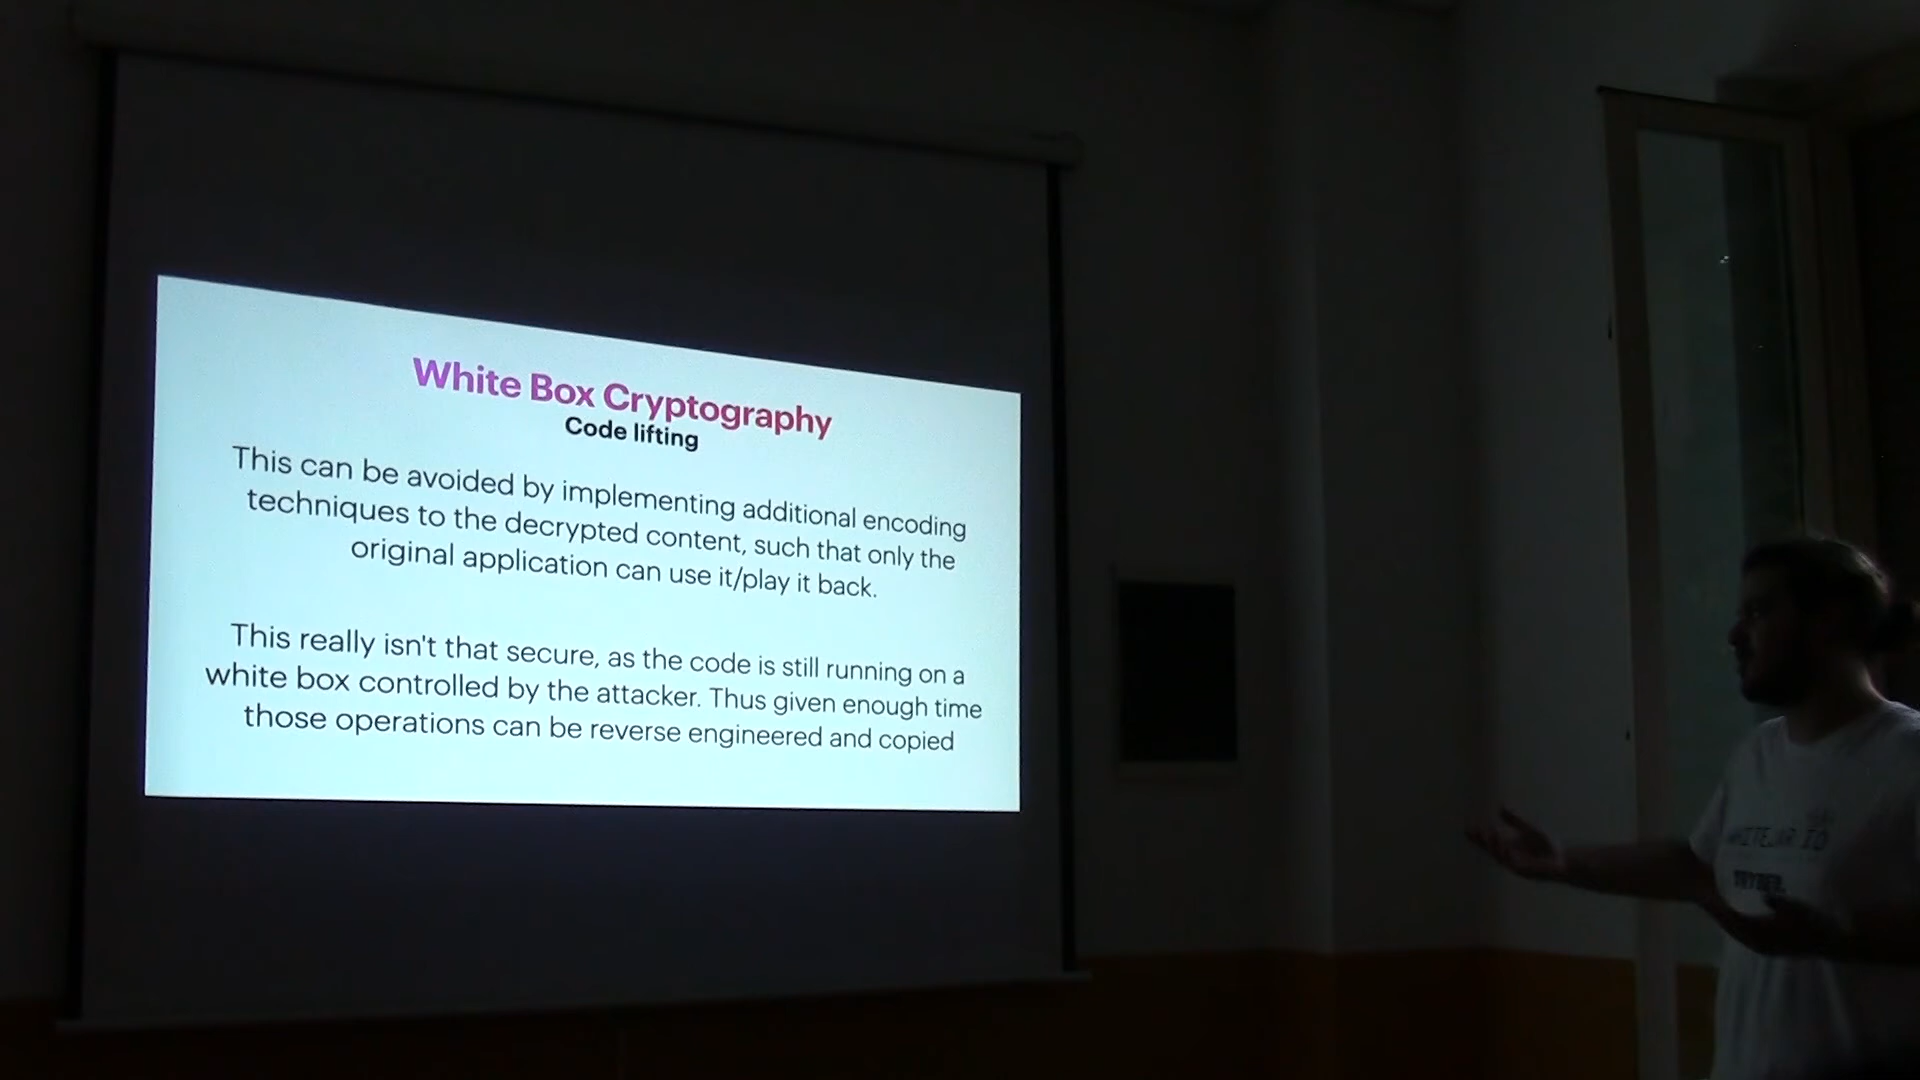 White Box Cryptography
Code lifting
This can be avoided by implementing additional encoding
techniques to the decrypted content, such that only the
original application can use it/play it back.
This really isn't that secure, as the code is still running on a
white box controlled by the attacker. Thus given enough time
those operations can be reverse engineered and copied